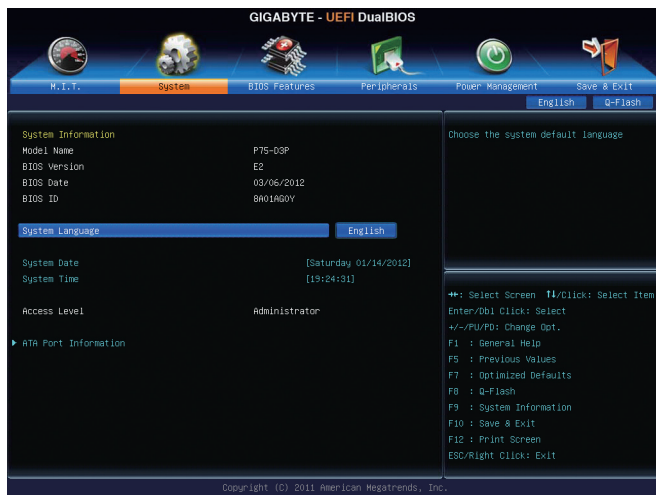 GIGABYTE - UEFI DualBIOS
M.I.T. System BIOS Features Peripherals Power Management Save & Exit
English Q-Flash
System Information
Model Name P75-D3P
BIOS Version E2
BIOS Date 03/06/2012
BIOS ID 8A01AG0Y
System Language English
System Date [Saturday 01/14/2012]
System Time [19:24:31]
Access Level Administrator
ATA Port Information
Choose the system default language
→←: Select Screen ↑↓/Click: Select Item
Enter/Dbl Click: Select
+/-/PU/PD: Change Opt.
F1 : General Help
F5 : Previous Values
F7 : Optimized Defaults
F8 : Q-Flash
F9 : System Information
F10 : Save & Exit
F12 : Print Screen
ESC/Right Click: Exit
Copyright (C) 2011 American Megatrends, Inc.